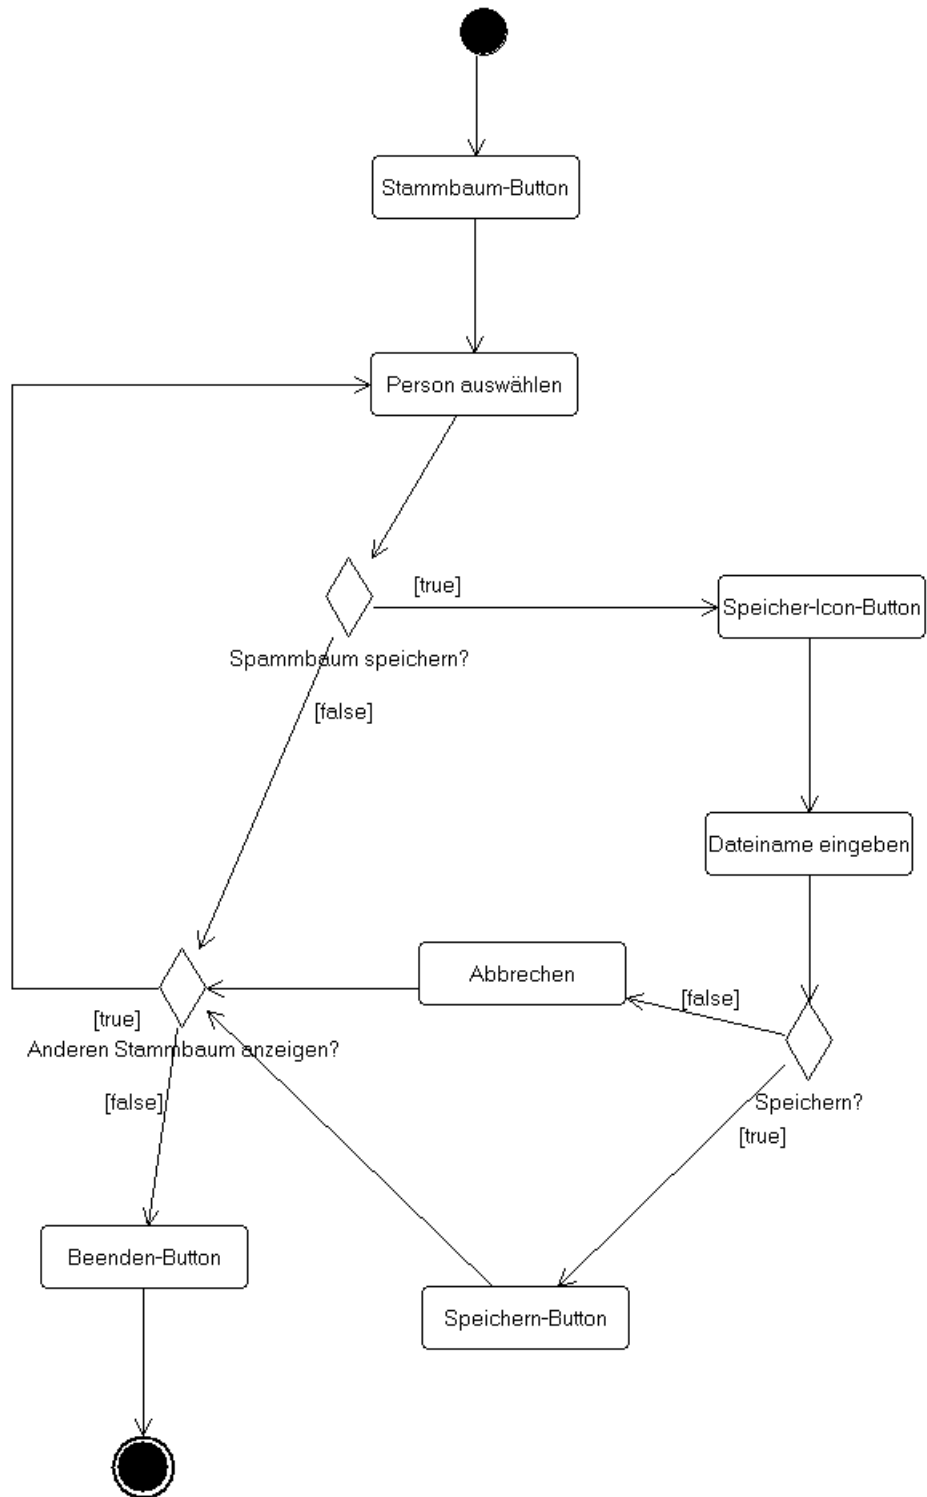 Stammbaum-Button
Person auswählen
[true]
Speicher-Icon-Button
Spammbaum speichern?
[false]
Dateiname eingeben
Abbrechen
[false]
[true]
Anderen Stammbaum anzeigen?
[false]
Speichern?
[true]
Beenden-Button
Speichern-Button